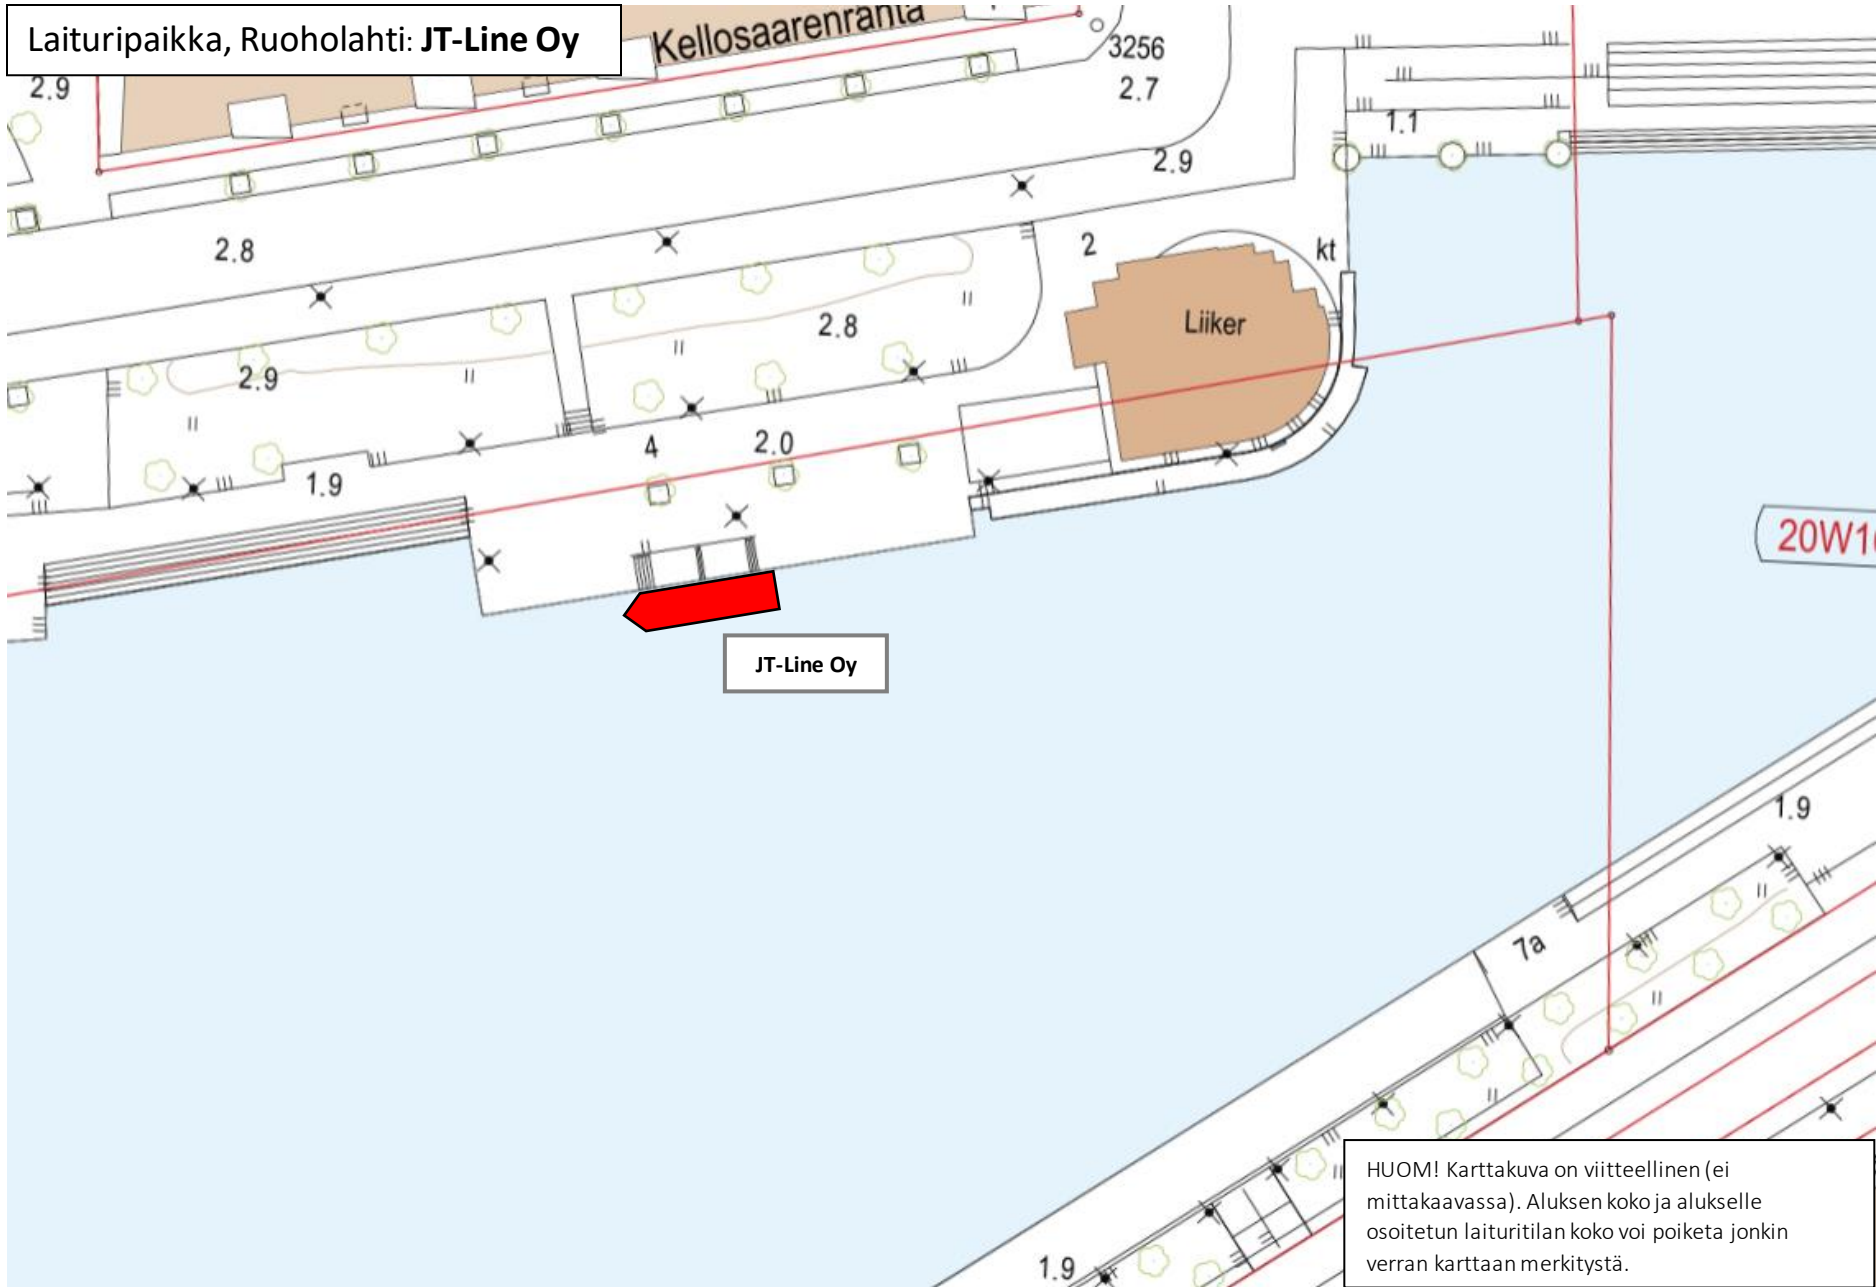 Laituripaikka, Ruoholahti: JT-Line Oy
Kellosaarenranta
3256
2.9
2.7
1.1
2.9
2.8
2
kt
Liiker
2.8
2.9
4
2.0
1.9
20W1
JT-Line Oy
1.9
7a
1.9
HUOM! Karttakuva on viitteellinen (ei
mittakaavassa). Aluksen koko ja alukselle
osoitetun laituritilan koko voi poiketa jonkin
verran karttaan merkitystä.